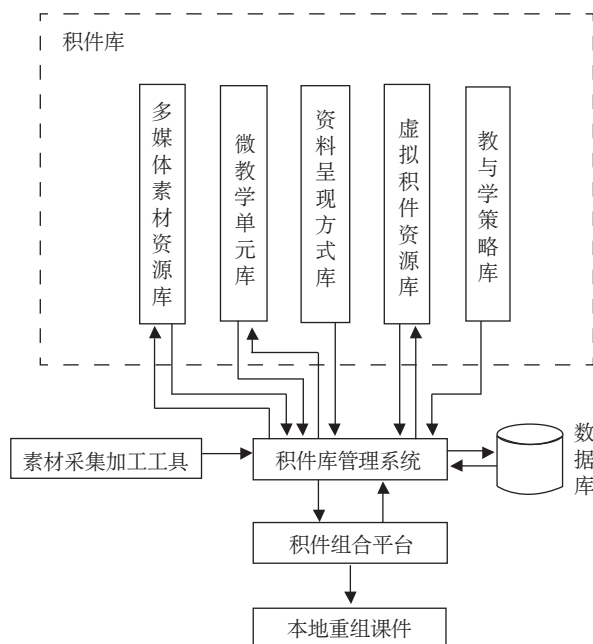 积件库
多媒体素材资源库
微教学单元库
资料呈现方式库
虚拟积件资源库
教与学策略库
素材采集加工工具
积件库管理系统
数据库
积件组合平台
本地重组课件